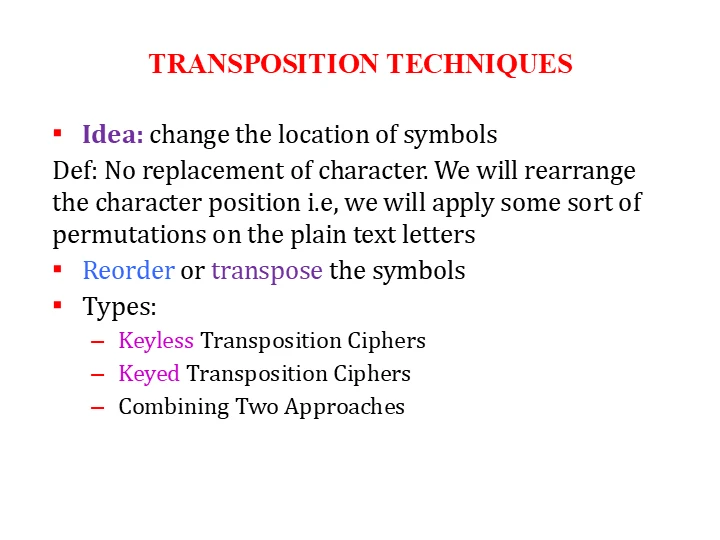 TRANSPOSITION TECHNIQUES
▪ Idea: change the location of symbols
Def: No replacement of character. We will rearrange
the character position i.e, we will apply some sort of
permutations on the plain text letters
▪ Reorder or transpose the symbols
▪ Types:
– Keyless Transposition Ciphers
– Keyed Transposition Ciphers
– Combining Two Approaches